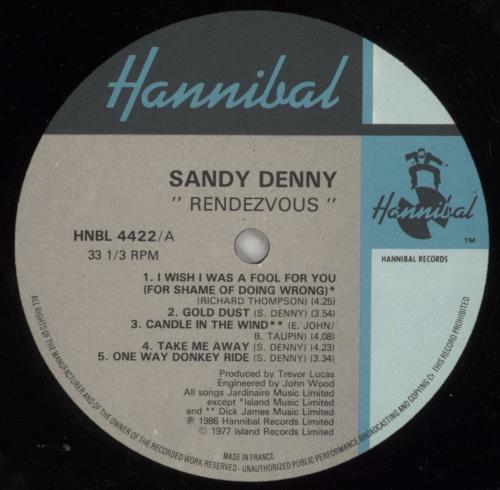 Hannibal
SANDY DENNY
" RENDEZVOUS "
HNBL 4422/A
33 1/3 RPM
Hannibal
TM
HANNIBAL RECORDS
1. I WISH I WAS A FOOL FOR YOU
(FOR SHAME OF DOING WRONG)*
(RICHARD THOMPSON) (4.25)
2. GOLD DUST (S. DENNY) (3.54)
3. CANDLE IN THE WIND** (E. JOHN/
B. TAUPIN) (4.08)
4. TAKE ME AWAY (S. DENNY) (4.23)
5. ONE WAY DONKEY RIDE (S. DENNY) (3.34)
Produced by Trevor Lucas
Engineered by John Wood
All songs Jardinaire Music Limited
except *Island Music Limited
and ** Dick James Music Limited
℗ 1986 Hannibal Records Limited
© 1977 Island Records Limited
ALL RIGHTS OF THE MANUFACTURER AND OF THE OWNER OF THE RECORDED WORK RESERVED - UNAUTHORIZED PUBLIC PERFORMANCE BROADCASTING AND COPYING OF THIS RECORD PROHIBITED
MADE IN FRANCE